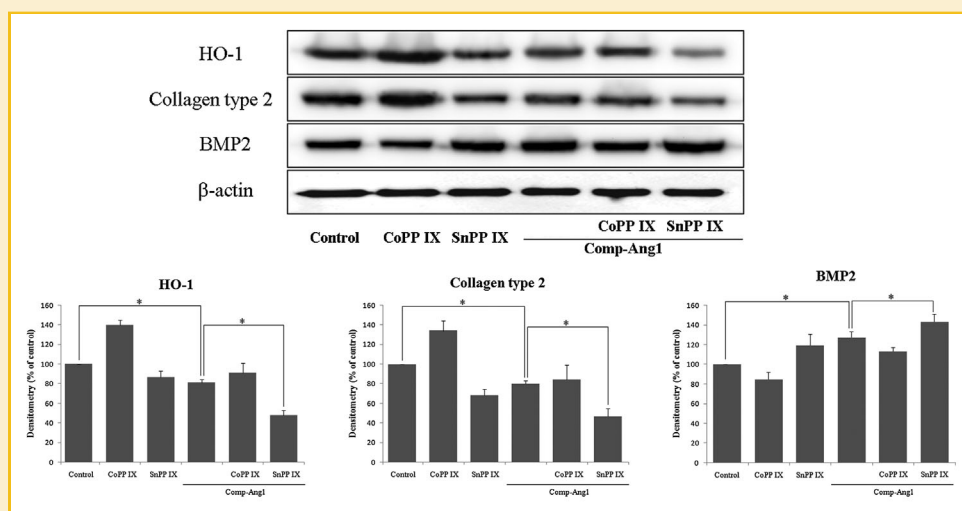 HO-1
Collagen type 2
BMP2
β-actin
Control CoPP IX SnPP IX CoPP IX SnPP IX
Comp-Ang1
HO-1
Densitometry (% of control)
160
140
120
100
80
60
40
20
0
*
*
Control CoPP IX SnPP IX CoPP IX SnPP IX
Comp-Ang1
Collagen type 2
Densitometry (% of control)
160
140
120
100
80
60
40
20
0
*
*
Control CoPP IX SnPP IX CoPP IX SnPP IX
Comp-Ang1
BMP2
Densitometry (% of control)
160
140
120
100
80
60
40
20
0
*
*
Control CoPP IX SnPP IX CoPP IX SnPP IX
Comp-Ang1